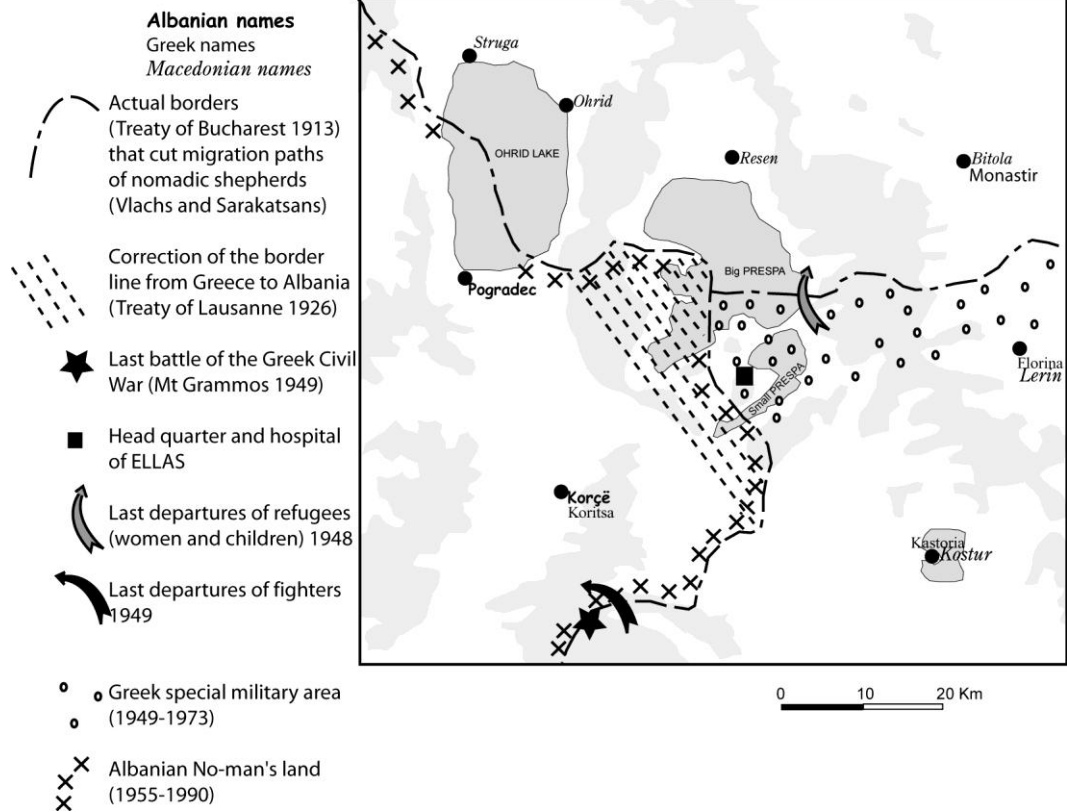 Albanian names
Greek names
Macedonian names
Actual borders
(Treaty of Bucharest 1913)
that cut migration paths
of nomadic shepherds
(Vlachs and Sarakatsans)
Correction of the border
line from Greece to Albania
(Treaty of Lausanne 1926)
Last battle of the Greek Civil
War (Mt Grammos 1949)
Head quarter and hospital
of ELLAS
Last departures of refugees
(women and children) 1948
Last departures of fighters
1949
Greek special military area
(1949-1973)
Albanian No-man's land
(1955-1990)
Struga
Ohrid
OHRID LAKE
Resen
Bitola
Monastir
Big PRESPA
Pogradec
Florina
Lerin
Small PRESPA
Korçë
Koritsa
Kastoria
Kostur
0 10 20 Km